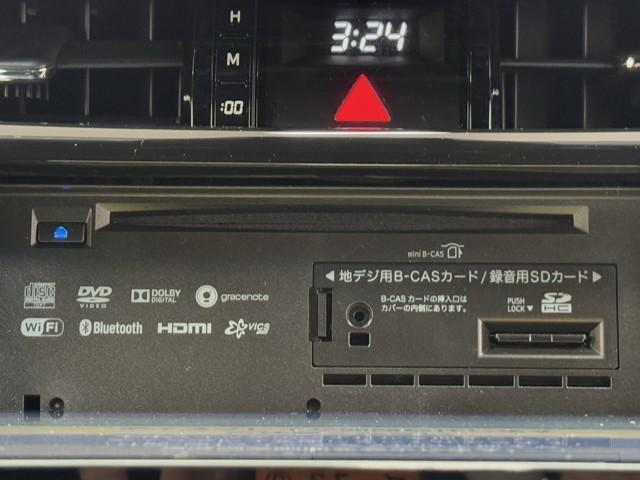 H
3:24
M
:00
mini B-CAS
◀ 地デジ用B-CASカード/録音用SDカード ▶
disc
TEXT
DVD
VIDEO
DOLBY
DIGITAL
gracenote
B-CAS カードの挿入口は
カバーの内側にあります。
PUSH
LOCK ▼
SD
HC
Wi Fi
Bluetooth
HDMI
VICS